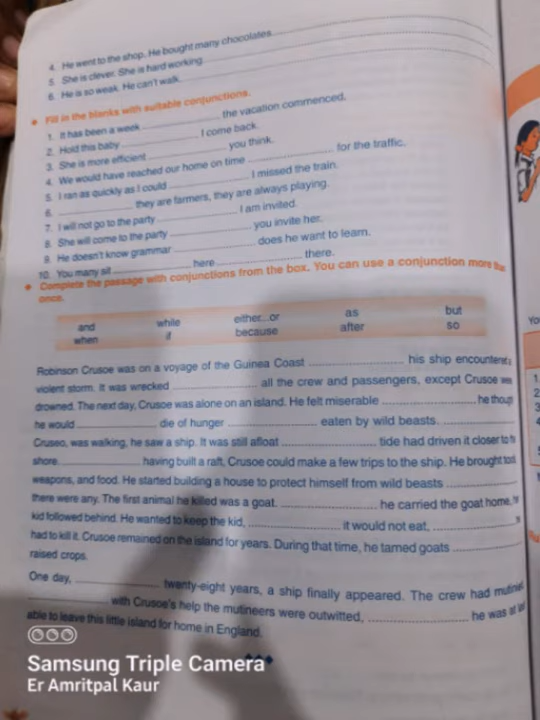 4. He went to the shop. He bought many chocolates.
5. She is clever. She is hard working.
6. He is so weak. He can't walk.
Fill in the blanks with suitable conjunctions.
1. It has been a week the vacation commenced.
2. Hold this baby I come back.
3. She is more efficient you think.
4. We would have reached our home on time for the traffic.
5. I ran as quickly as I could I missed the train.
6. they are farmers, they are always playing.
7. I will not go to the party I am invited.
8. She will come to the party you invite her.
9. He doesn't know grammar does he want to learn.
10. You many sit here there.
Complete the passage with conjunctions from the box. You can use a conjunction more than
once.
and while either...or as but
when if because after so
Robinson Crusoe was on a voyage of the Guinea Coast his ship encountered a
violent storm. It was wrecked all the crew and passengers, except Crusoe were
drowned. The next day, Crusoe was alone on an island. He felt miserable he though
he would die of hunger eaten by wild beasts.
Cruseo, was walking, he saw a ship. It was still afloat tide had driven it closer to
shore. having built a raft, Crusoe could make a few trips to the ship. He brought
weapons, and food. He started building a house to protect himself from wild beasts
there were any. The first animal he killed was a goat. he carried the goat home,
kid followed behind. He wanted to keep the kid, it would not eat,
had to kill it. Crusoe remained on the island for years. During that time, he tamed goats
raised crops.
One day, twenty-eight years, a ship finally appeared. The crew had
with Crusoe's help the mutineers were outwitted, he was at
able to leave this little island for home in England.
Samsung Triple Camera
Er Amritpal Kaur